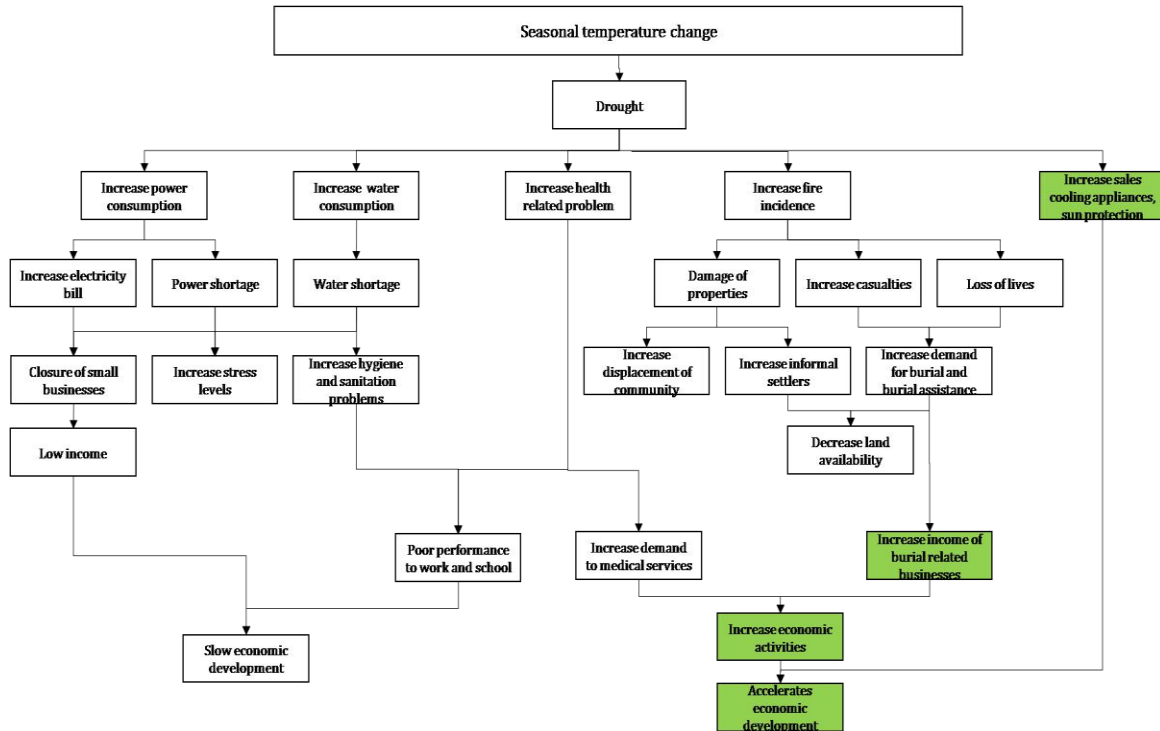 Seasonal temperature change
Drought
Increase power
consumption
Increase water
consumption
Increase health
related problem
Increase fire
incidence
Increase sales
cooling appliances,
sun protection
Increase electricity
bill
Power shortage
Water shortage
Damage of
properties
Increase casualties
Loss of lives
Closure of small
businesses
Increase stress
levels
Increase hygiene
and sanitation
problems
Increase
displacement of
community
Increase informal
settlers
Increase demand
for burial and
burial assistance
Low income
Decrease land
availability
Poor performance
to work and school
Increase demand
to medical services
Increase income of
burial related
businesses
Increase economic
activities
Slow economic
development
Accelerates
economic
development